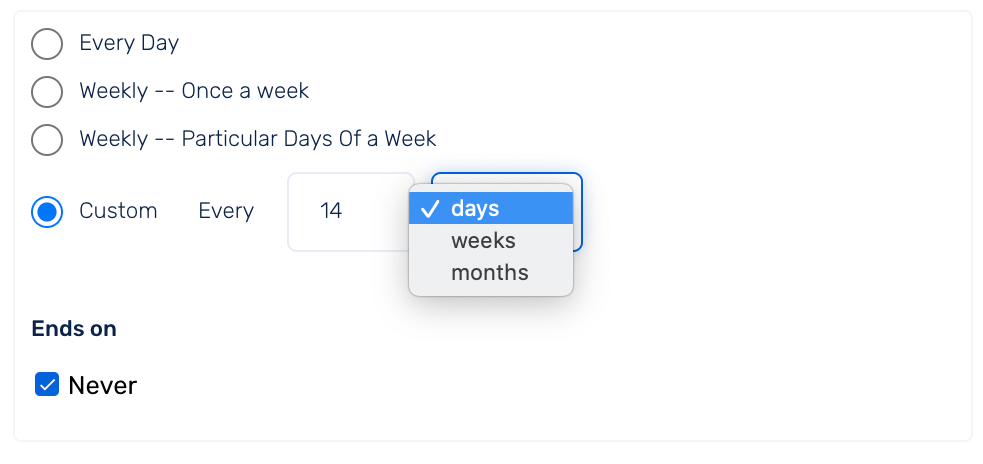 Every Day
Weekly -- Once a week
Weekly -- Particular Days Of a Week
Custom Every 14 days
weeks
months
Ends on
Never